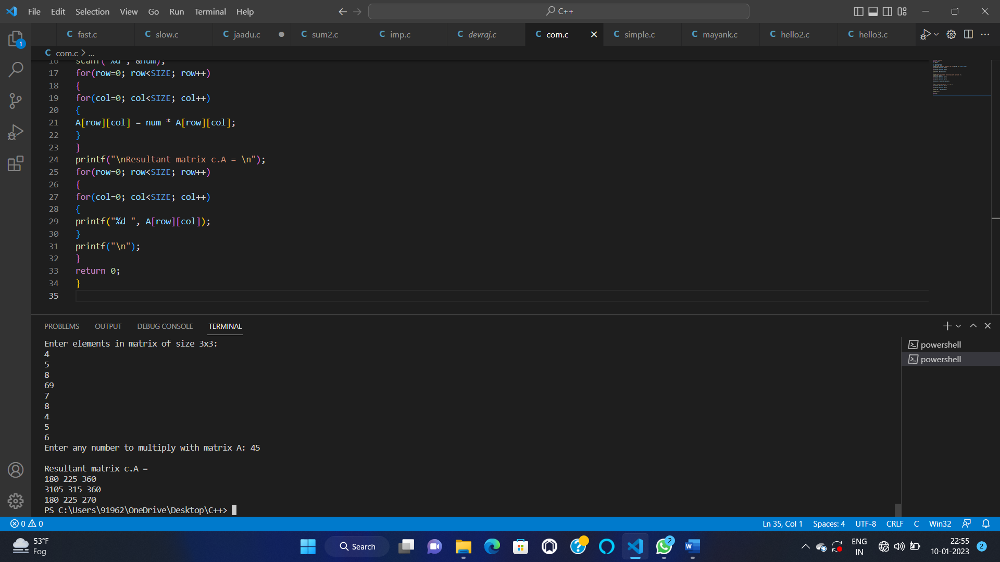 File Edit Selection View Go Run Terminal Help
C++
C fast.c C slow.c C jaadu.c C sum2.c C imp.c C devraj.c C com.c C simple.c C mayank.c C hello2.c C hello3.c
1
C com.c > ...
16 scanf("%d", &num);
17 for(row=0; row<SIZE; row++)
18 {
19 for(col=0; col<SIZE; col++)
20 {
21 A[row][col] = num * A[row][col];
22 }
23 }
24 printf("\nResultant matrix c.A = \n");
25 for(row=0; row<SIZE; row++)
26 {
27 for(col=0; col<SIZE; col++)
28 {
29 printf("%d ", A[row][col]);
30 }
31 printf("\n");
32 }
33 return 0;
34 }
35
PROBLEMS OUTPUT DEBUG CONSOLE TERMINAL
powershell
powershell
Enter elements in matrix of size 3x3:
4
5
8
69
7
8
4
5
6
Enter any number to multiply with matrix A: 45
Resultant matrix c.A =
180 225 360
3105 315 360
180 225 270
PS C:\Users\91962\OneDrive\Desktop\C++>
0 0 Ln 35, Col 1 Spaces: 4 UTF-8 CRLF C Win32
53°F
Fog
Search
2
ENG
IN
22:55
10-01-2023
2